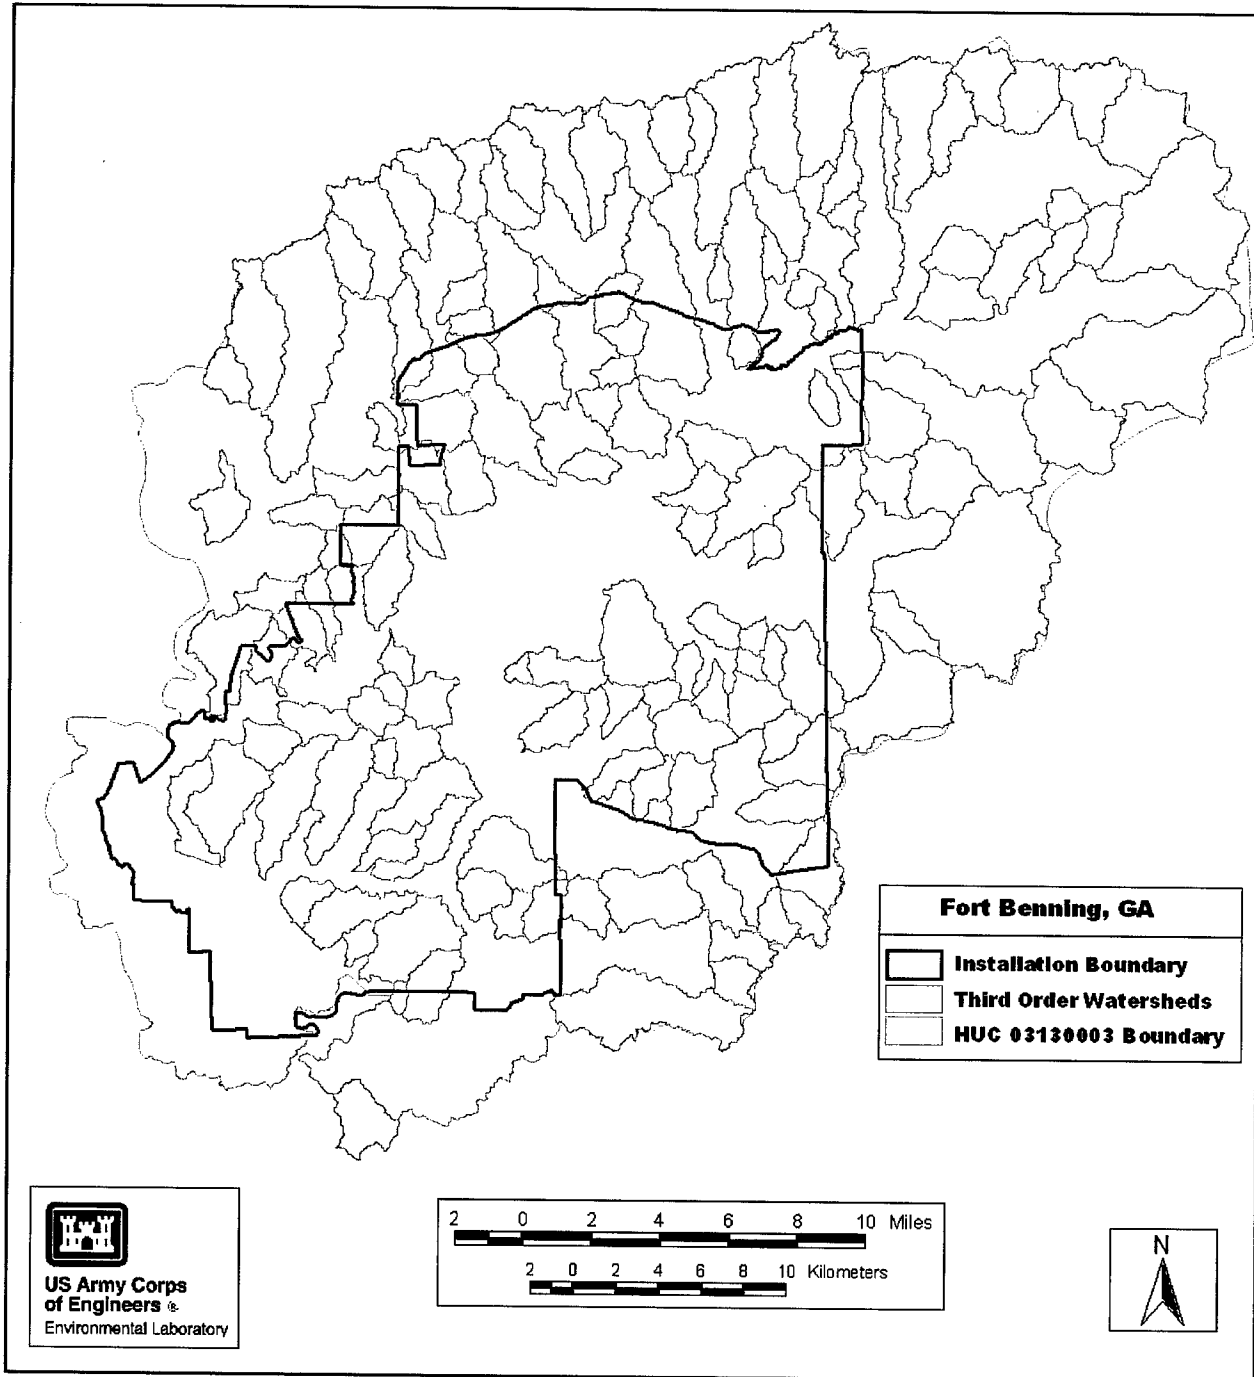 Fort Benning, GA
Installation Boundary
Third Order Watersheds
HUC 03130003 Boundary
2 0 2 4 6 8 10 Miles
2 0 2 4 6 8 10 Kilometers
US Army Corps
of Engineers ®
Environmental Laboratory
N